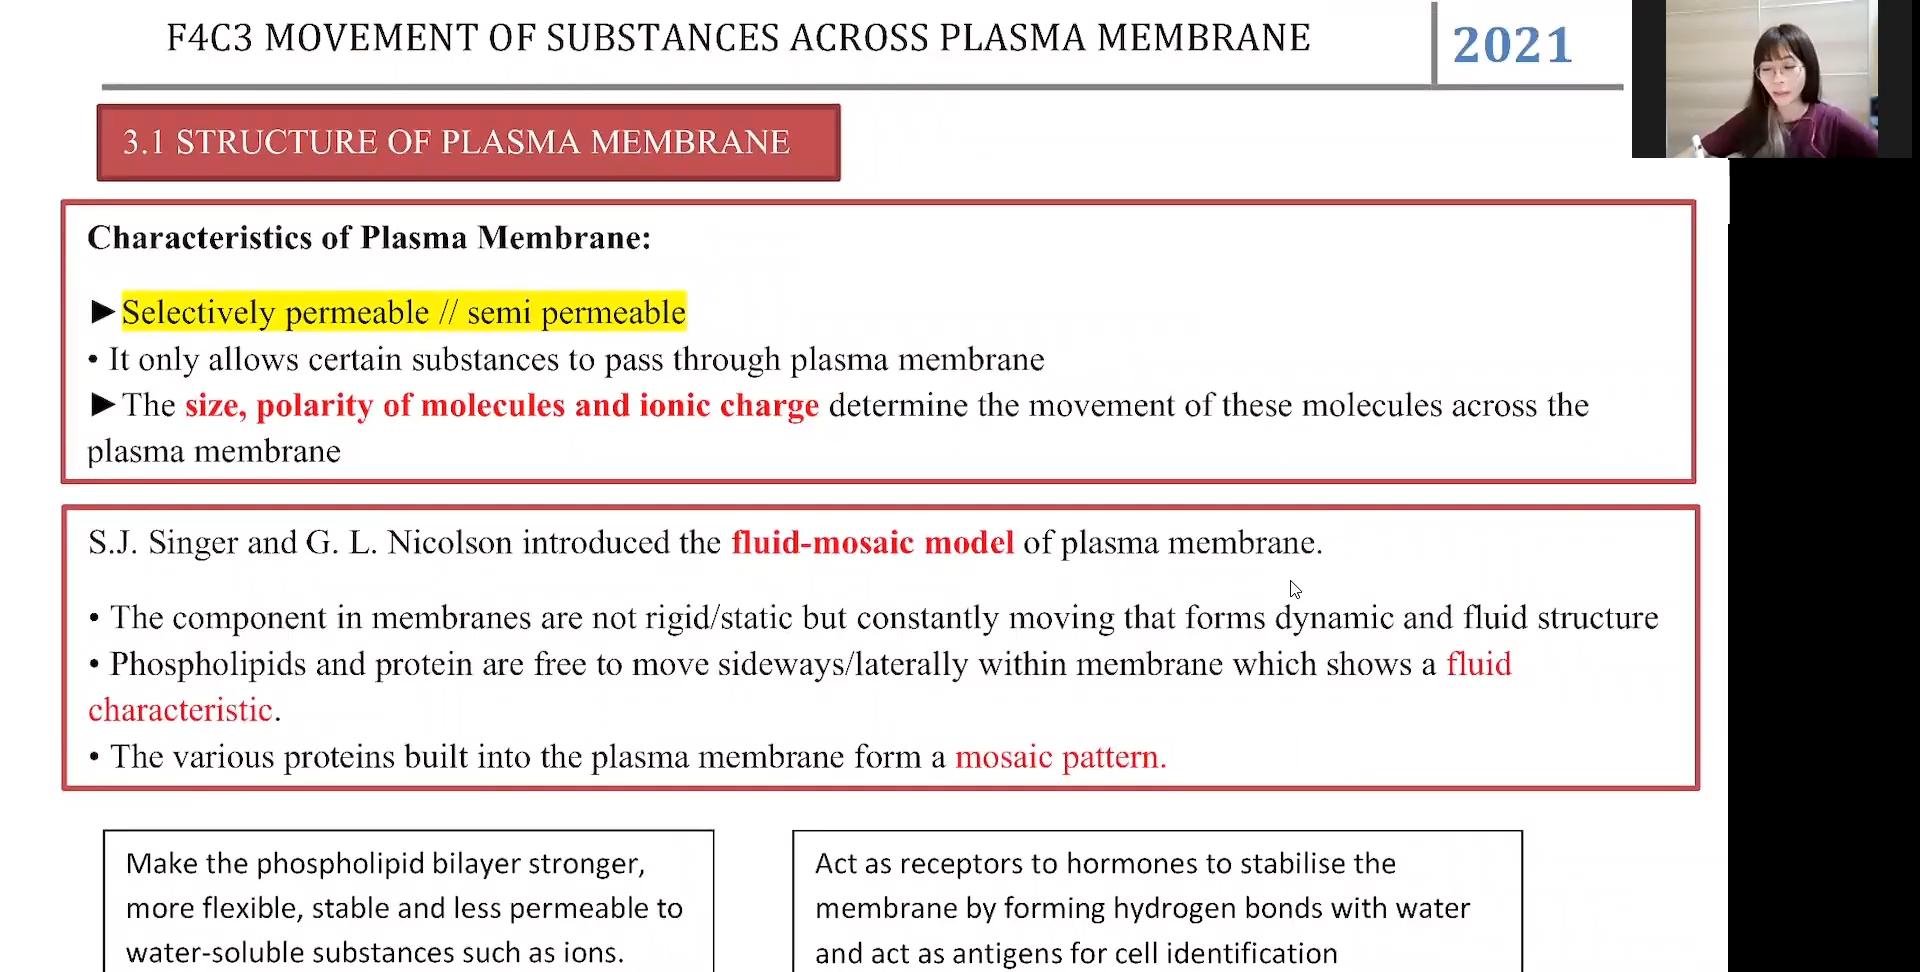 F4C3 MOVEMENT OF SUBSTANCES ACROSS PLASMA MEMBRANE
2021
3.1 STRUCTURE OF PLASMA MEMBRANE
Characteristics of Plasma Membrane:
►Selectively permeable // semi permeable
• It only allows certain substances to pass through plasma membrane
►The size, polarity of molecules and ionic charge determine the movement of these molecules across the
plasma membrane
S.J. Singer and G. L. Nicolson introduced the fluid-mosaic model of plasma membrane.
• The component in membranes are not rigid/static but constantly moving that forms dynamic and fluid structure
• Phospholipids and protein are free to move sideways/laterally within membrane which shows a fluid
characteristic.
• The various proteins built into the plasma membrane form a mosaic pattern.
Make the phospholipid bilayer stronger,
more flexible, stable and less permeable to
water-soluble substances such as ions.
Act as receptors to hormones to stabilise the
membrane by forming hydrogen bonds with water
and act as antigens for cell identification